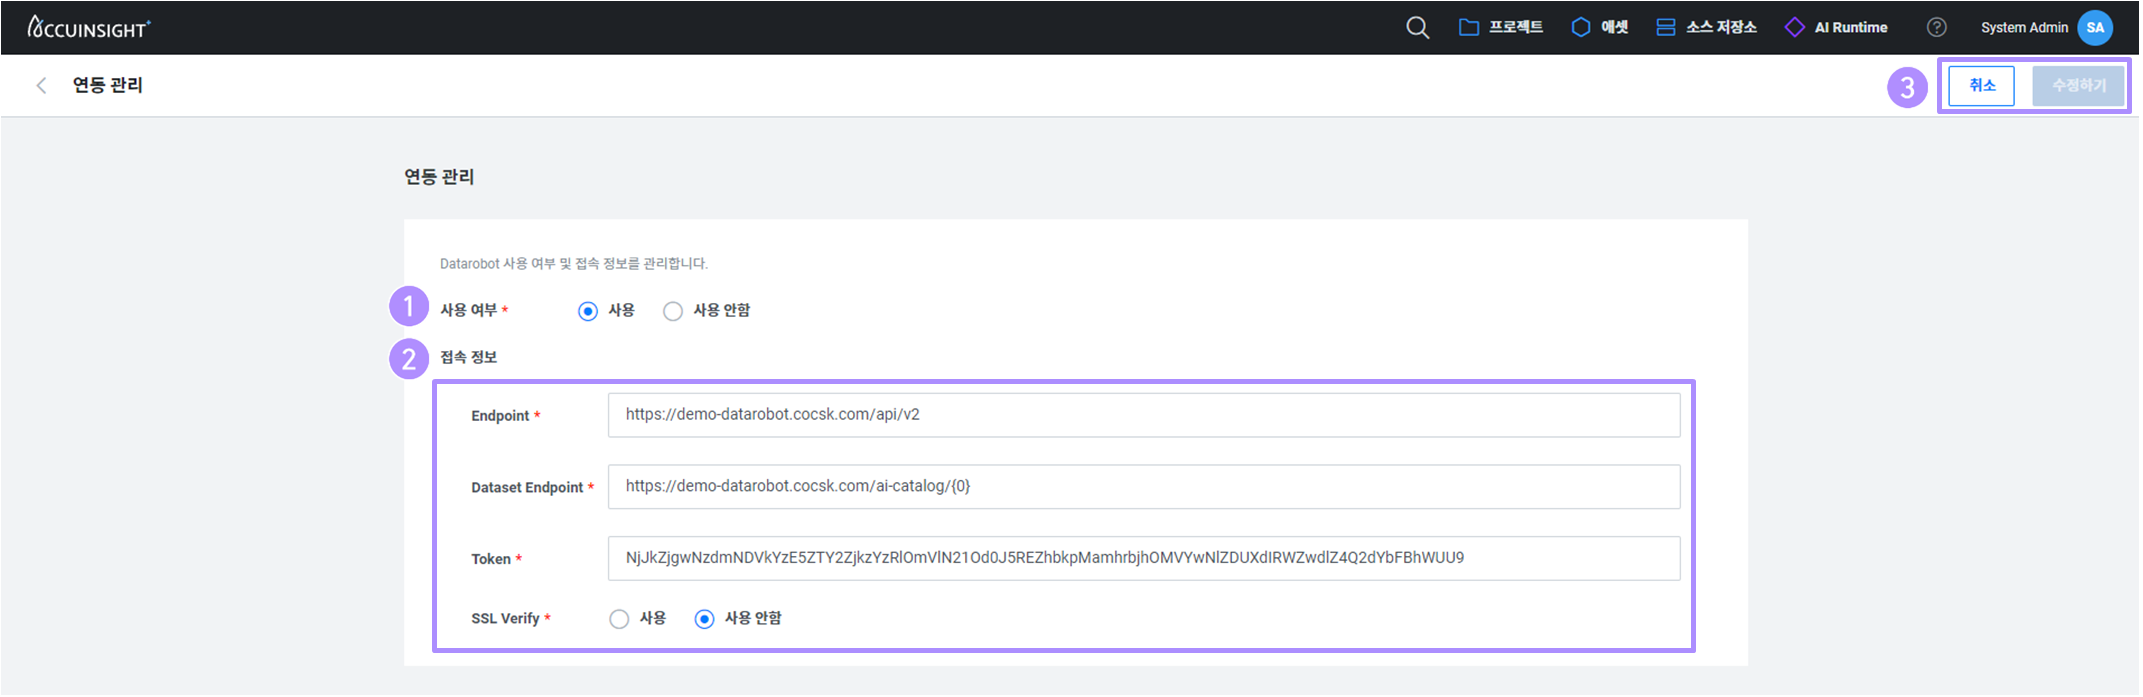 ACCUINSIGHT+
프로젝트
애셋
소스 저장소
AI Runtime
?
System Admin
SA
연동 관리
3
취소
수정하기
연동 관리
Datarobot 사용 여부 및 접속 정보를 관리합니다.
1
사용 여부 *
사용
사용 안함
2
접속 정보
Endpoint *
https://demo-datarobot.cocsk.com/api/v2
Dataset Endpoint *
https://demo-datarobot.cocsk.com/ai-catalog/{0}
Token *
NjJkZjgwNzdmNDVkYzE5ZTY2ZjkzYzRlOmVlN21Od0J5REZhbkpMamhrbjhOMVYwNlZDUXdIRWZwdlZ4Q2dYbFBhWUU9
SSL Verify *
사용
사용 안함